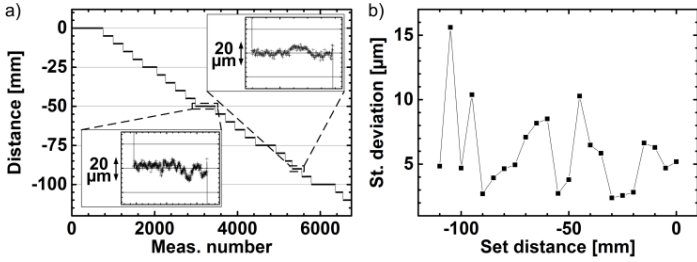 a)
20
µm
0
-25
-50
-75
-100
Distance [mm]
20
µm
0
2000
4000
6000
Meas. number
b)
15
10
5
St. deviation [µm]
-100
-50
0
Set distance [mm]